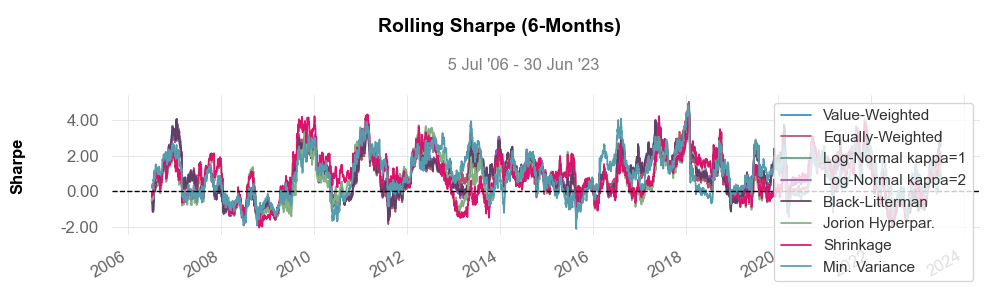 Rolling Sharpe (6-Months)
5 Jul '06 - 30 Jun '23
Sharpe
4.00
2.00
0.00
-2.00
2006
2008
2010
2012
2014
2016
2018
2020
2022
2024
Value-Weighted
Equally-Weighted
Log-Normal kappa=1
Log-Normal kappa=2
Black-Litterman
Jorion Hyperpar.
Shrinkage
Min. Variance